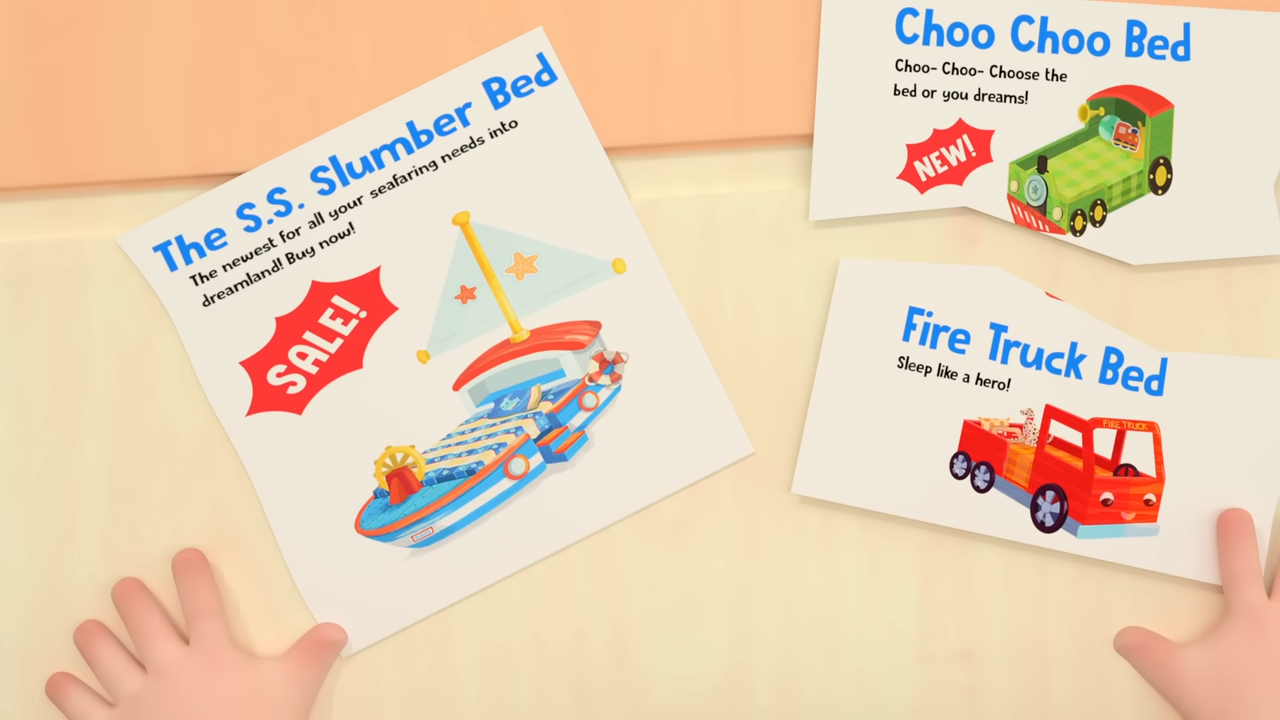 The S.S. Slumber Bed
The newest for all your seafaring needs into
dreamland! Buy now!
SALE!
Choo Choo Bed
Choo- Choo- Choose the
bed or you dreams!
NEW!
Fire Truck Bed
Sleep like a hero!
FIRE TRUCK